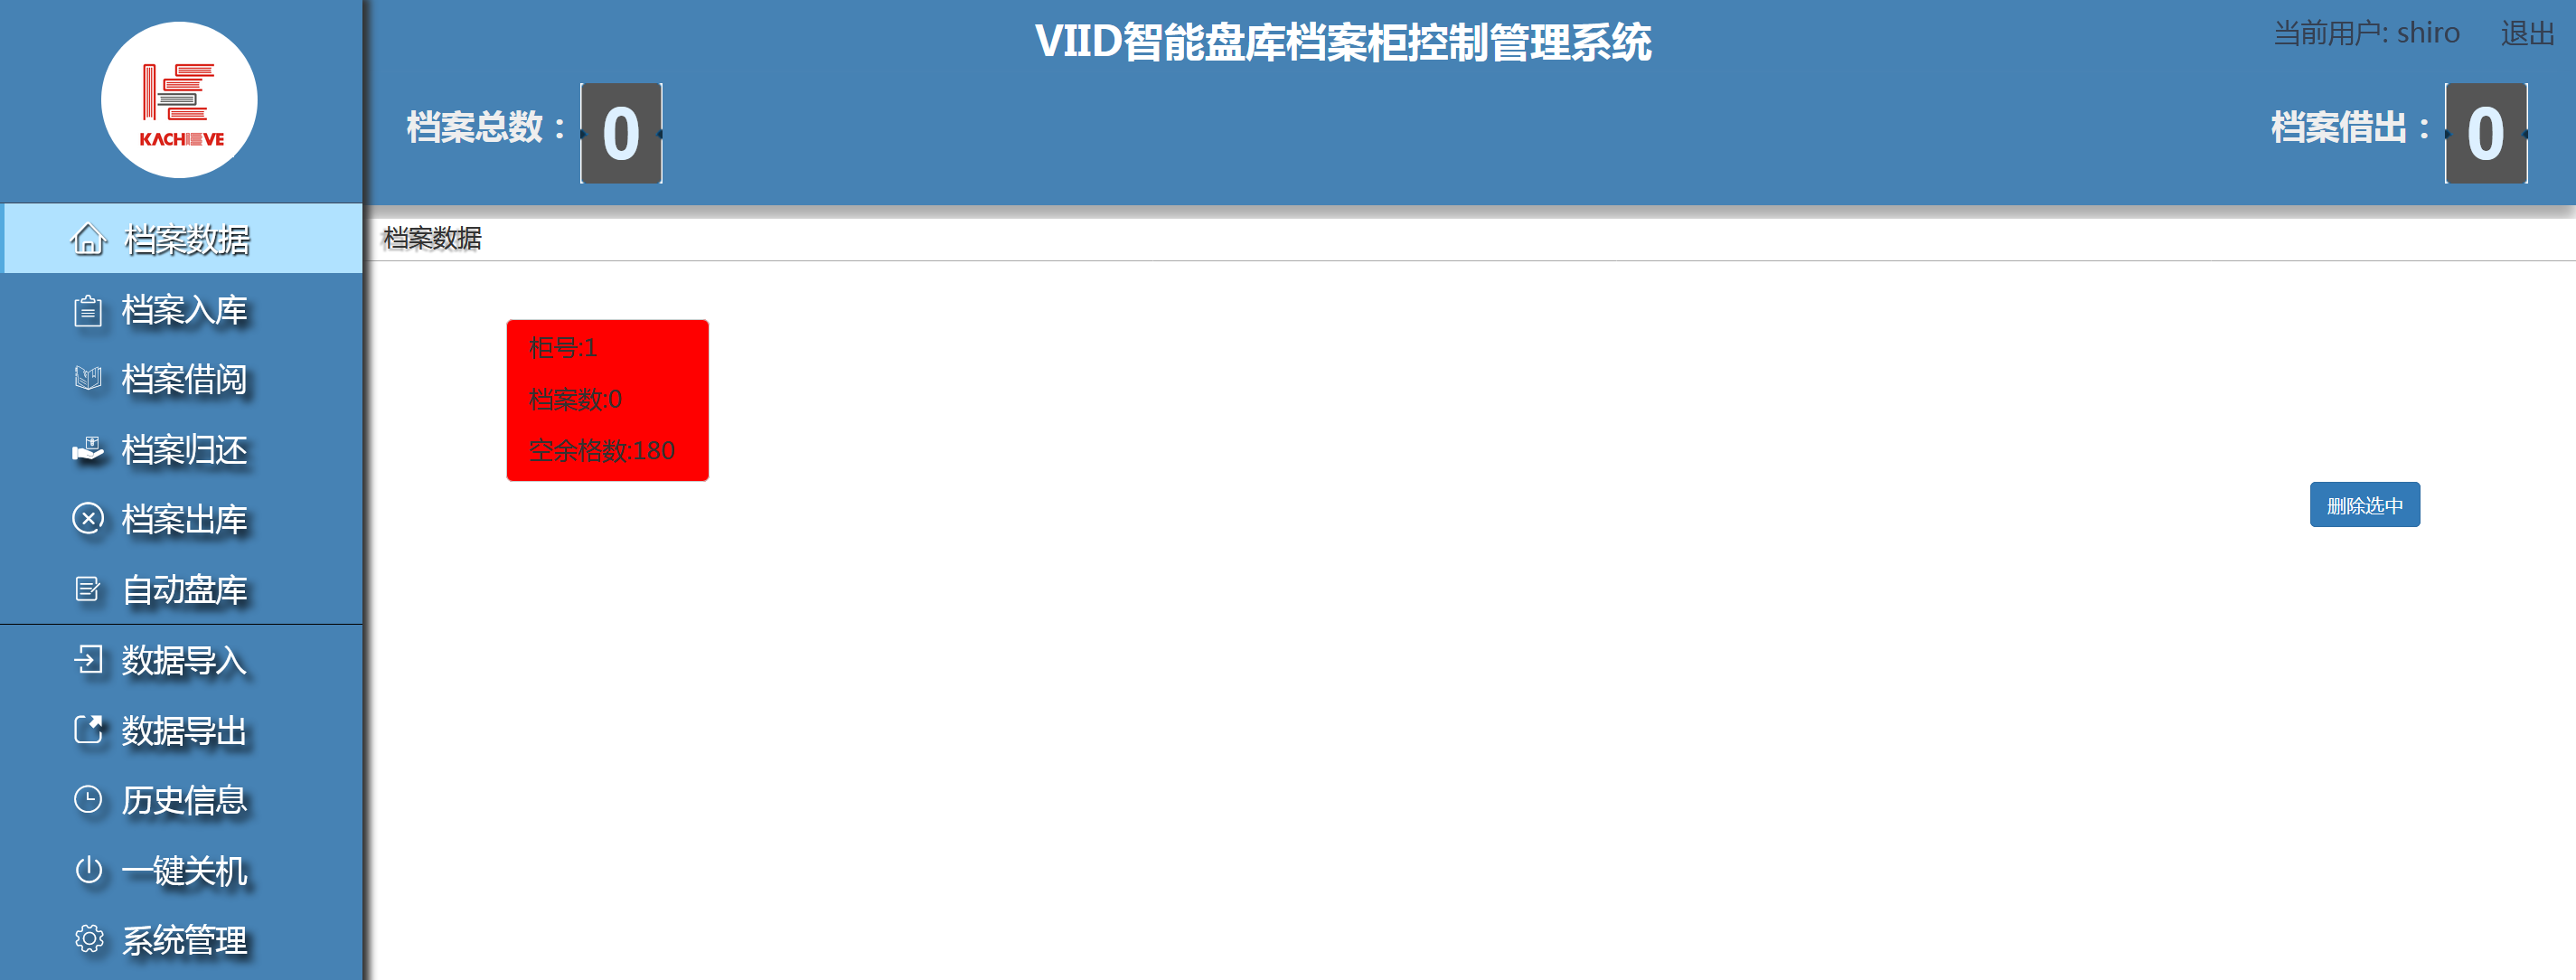 KACHIEVE
VIID智能盘库档案柜控制管理系统
当前用户: shiro 退出
档案总数：0
档案借出：0
档案数据
档案入库
档案借阅
档案归还
档案出库
自动盘库
数据导入
数据导出
历史信息
一键关机
系统管理
档案数据
柜号:1
档案数:0
空余格数:180
删除选中